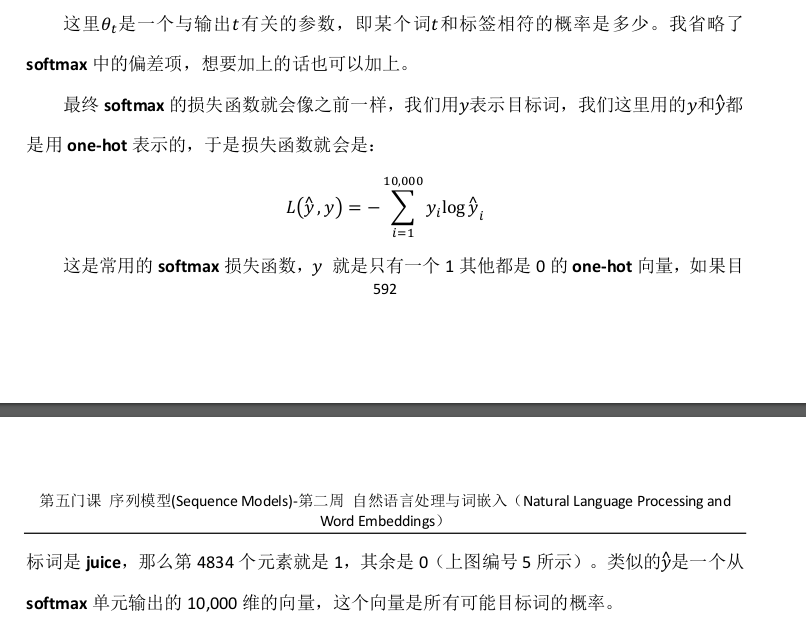 这里θₜ是一个与输出t有关的参数，即某个词t和标签相符的概率是多少。我省略了
softmax 中的偏差项，想要加上的话也可以加上。
最终 softmax 的损失函数就会像之前一样，我们用y表示目标词，我们这里用的y和ŷ都
是用 one-hot 表示的，于是损失函数就会是：
L(ŷ, y) = − ∑_{i=1}^{10,000} yᵢ log ŷᵢ
这是常用的 softmax 损失函数，y 就是只有一个 1 其他都是 0 的 one-hot 向量，如果目
592
第五门课 序列模型(Sequence Models)-第二周 自然语言处理与词嵌入（Natural Language Processing and
Word Embeddings）
标词是 juice，那么第 4834 个元素就是 1，其余是 0（上图编号 5 所示）。类似的ŷ是一个从
softmax 单元输出的 10,000 维的向量，这个向量是所有可能目标词的概率。